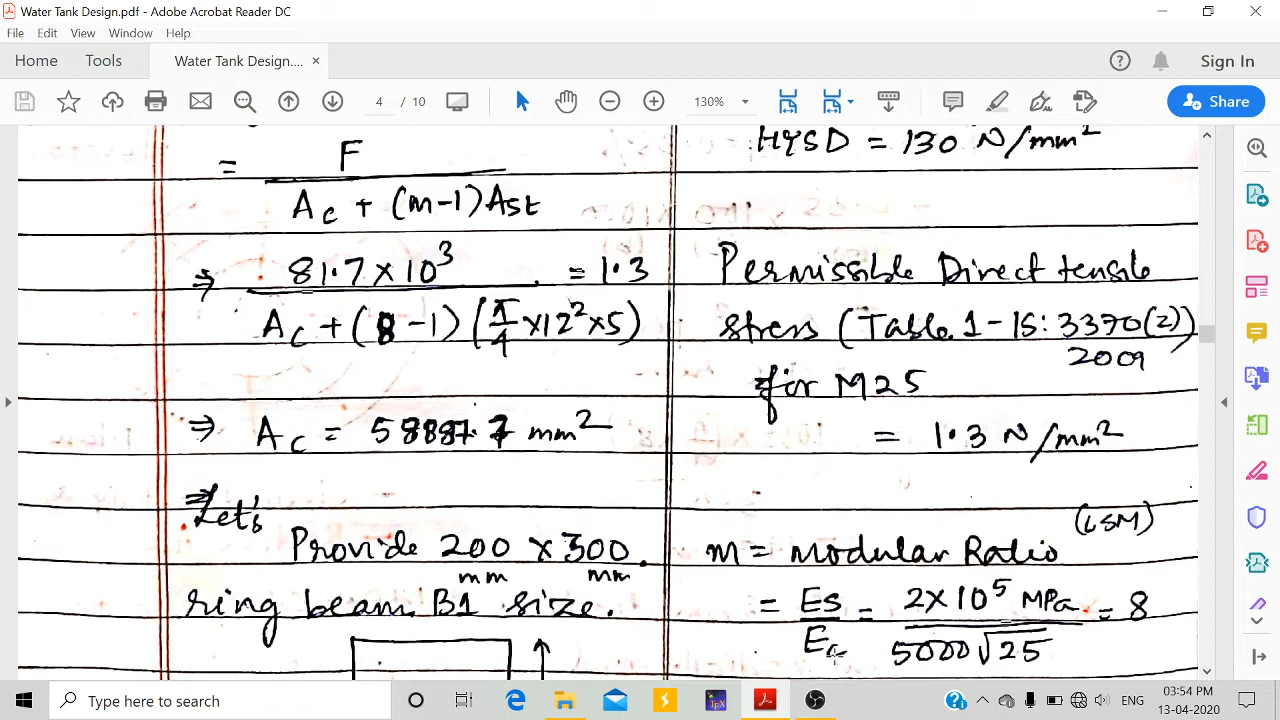 Water Tank Design.pdf - Adobe Acrobat Reader DC
File Edit View Window Help
Home Tools Water Tank Design.... × Sign In
4 / 10 130% Share
= F / (Ac + (m-1)Ast)
HYSD = 130 N/mm²
⇒ 81.7 × 10³ / (Ac + (8-1)(π/4 × 12² × 5)) = 1.3
Permissible Direct tensile
stress (Table 1 - IS: 3370(2))
2009
for M25
= 1.3 N/mm²
⇒ Ac = mm²
⇒ Let's
Provide 200 mm × 300 mm.
ring beam B1 size.
m = modular Ratio (LSM)
= Es/Ec = 2×10⁵ MPa / 5000√25 = 8
Type here to search
ENG
03:54 PM
13-04-2020